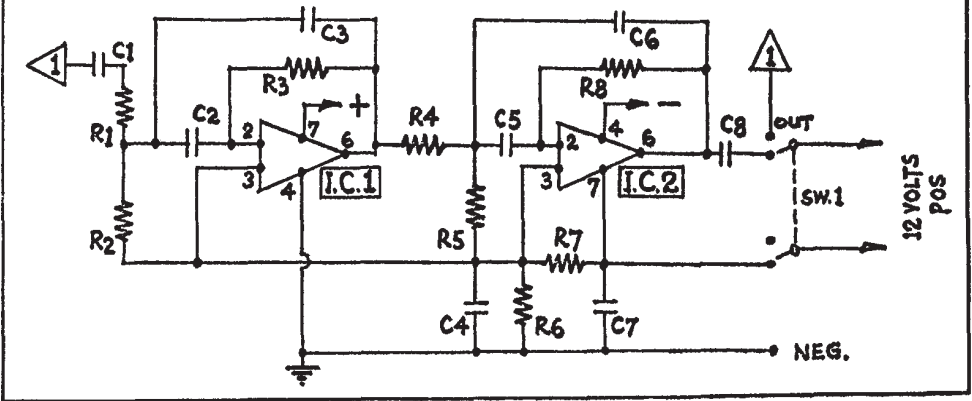 C3
C6
1
C1
1
R3
R8
+
−
OUT
R1
C2
2
7
6
R4
C5
2
4
6
C8
3
4
I.C.1
3
7
I.C.2
SW.1
12 VOLTS
POS
R2
R5
R7
C4
R6
C7
NEG.